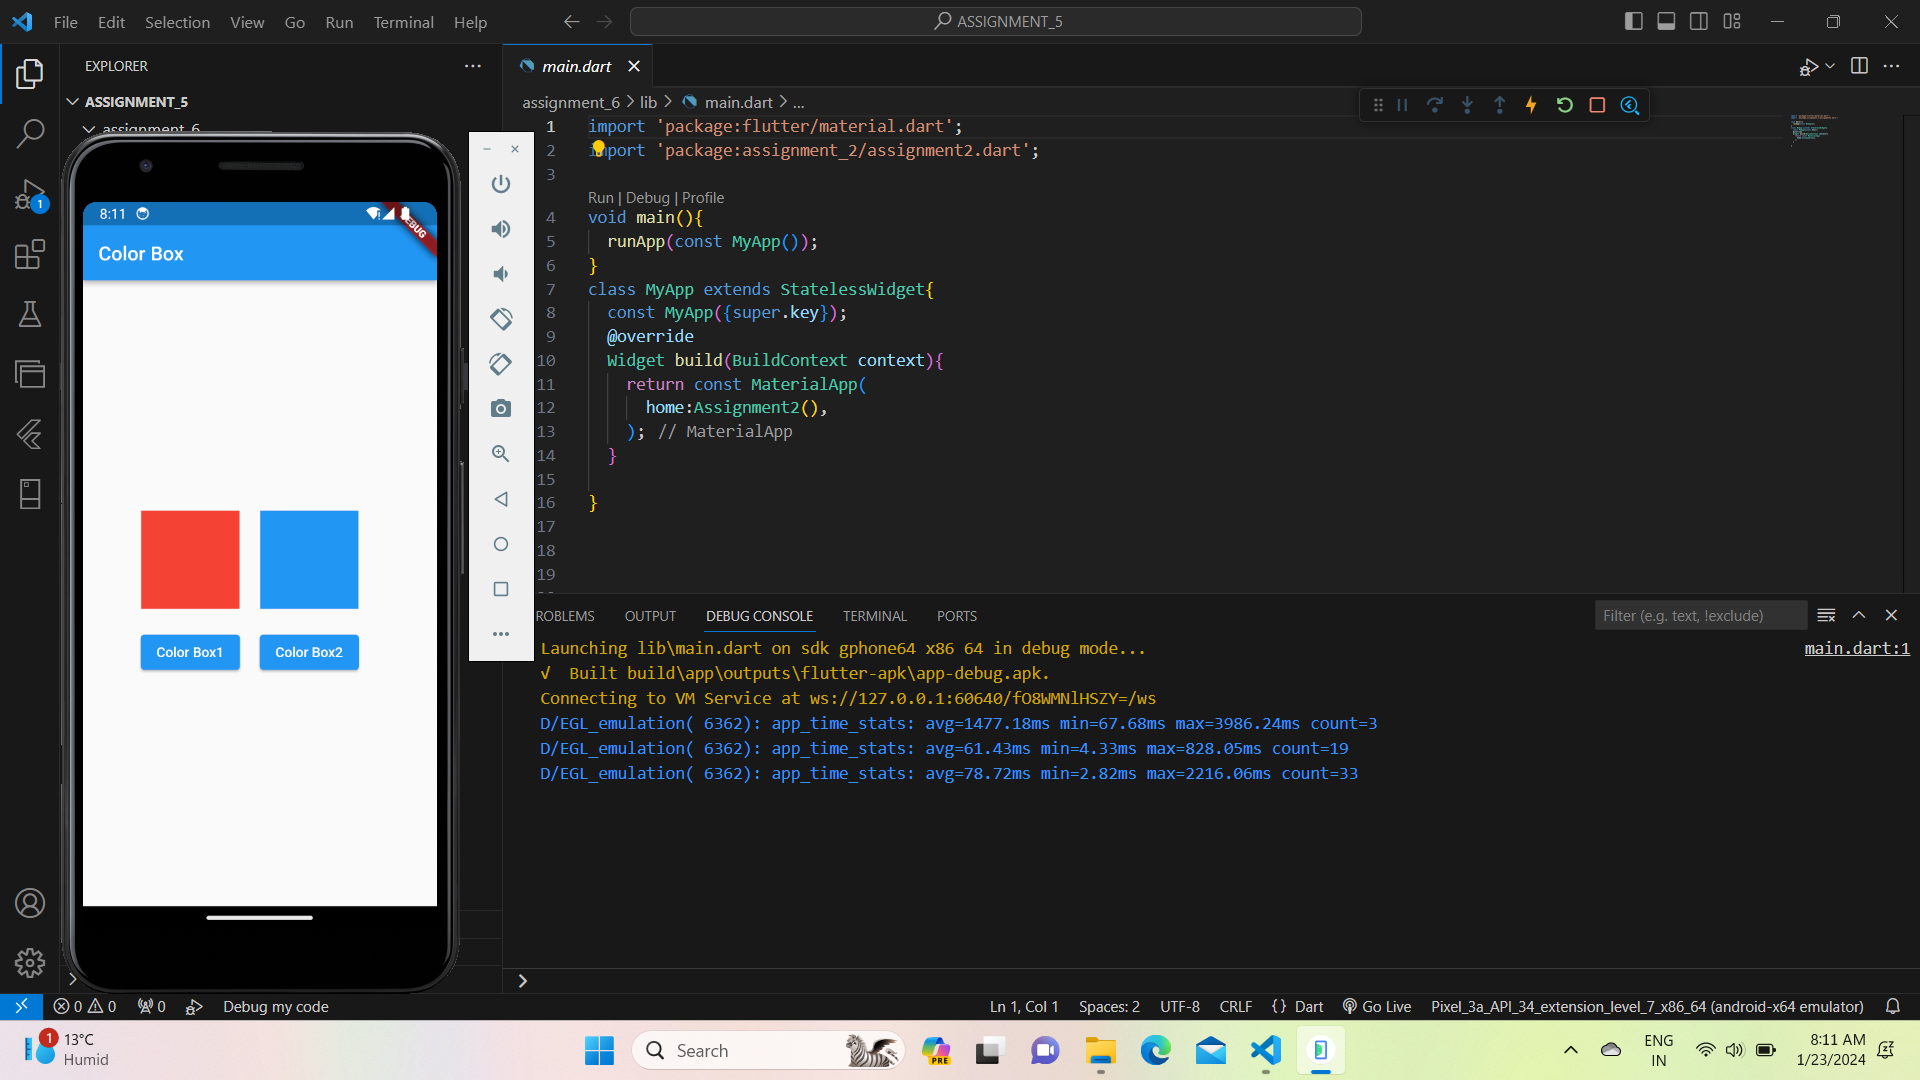 File Edit Selection View Go Run Terminal Help
ASSIGNMENT_5
EXPLORER
ASSIGNMENT_5
assignment_6
1
main.dart
assignment_6 > lib > main.dart > ...
1 import 'package:flutter/material.dart';
2 import 'package:assignment_2/assignment2.dart';
3
Run | Debug | Profile
4 void main(){
5 runApp(const MyApp());
6 }
7 class MyApp extends StatelessWidget{
8 const MyApp({super.key});
9 @override
10 Widget build(BuildContext context){
11 return const MaterialApp(
12 home:Assignment2(),
13 ); // MaterialApp
14 }
15
16 }
17
18
19
8:11
DEBUG
Color Box
Color Box1
Color Box2
ROBLEMS OUTPUT DEBUG CONSOLE TERMINAL PORTS
Filter (e.g. text, !exclude)
Launching lib\main.dart on sdk gphone64 x86 64 in debug mode...
main.dart:1
√ Built build\app\outputs\flutter-apk\app-debug.apk.
Connecting to VM Service at ws://127.0.0.1:60640/fO8WMNlHSZY=/ws
D/EGL_emulation( 6362): app_time_stats: avg=1477.18ms min=67.68ms max=3986.24ms count=3
D/EGL_emulation( 6362): app_time_stats: avg=61.43ms min=4.33ms max=828.05ms count=19
D/EGL_emulation( 6362): app_time_stats: avg=78.72ms min=2.82ms max=2216.06ms count=33
0 0 0 Debug my code
Ln 1, Col 1 Spaces: 2 UTF-8 CRLF {} Dart Go Live Pixel_3a_API_34_extension_level_7_x86_64 (android-x64 emulator)
1
13°C
Humid
Search
PRE
ENG
IN
8:11 AM
1/23/2024